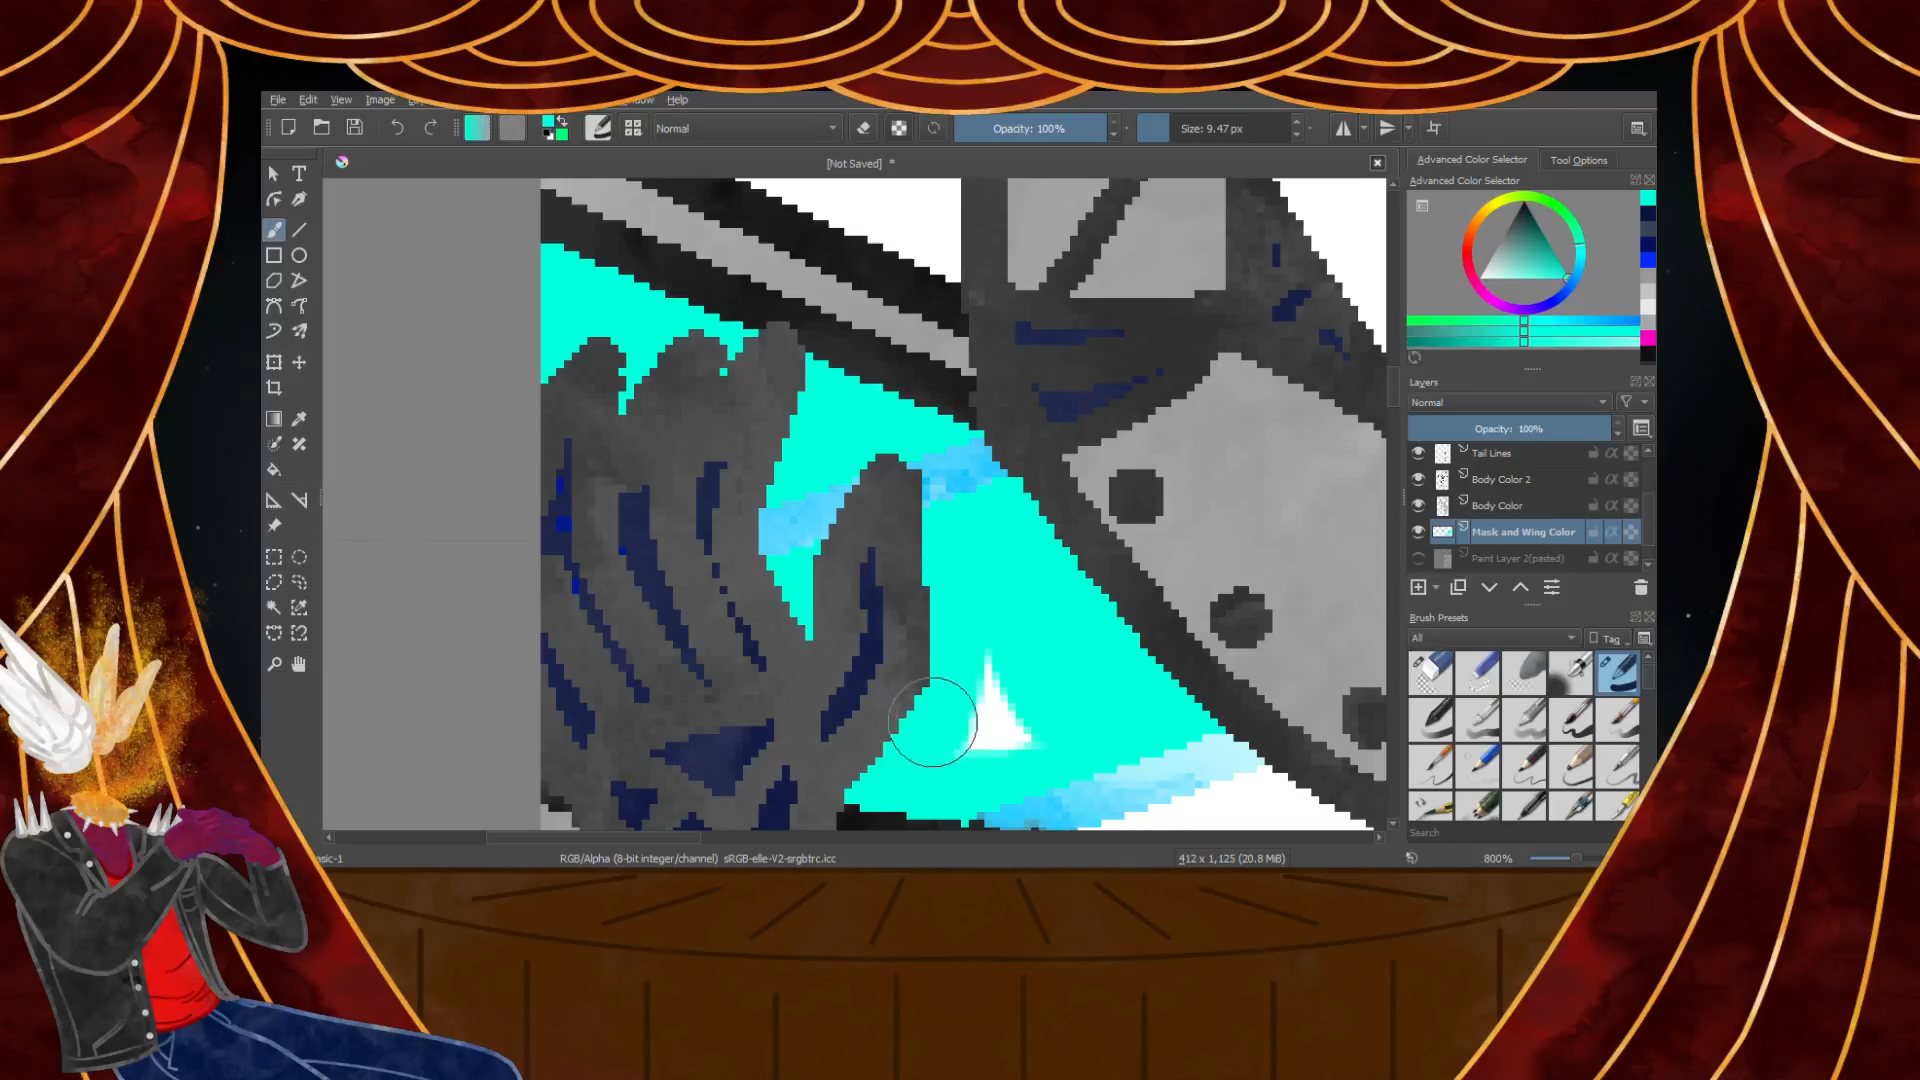 File Edit View Image
Help
Normal
Opacity: 100%
Size: 9.47 px
[Not Saved] *
Advanced Color Selector
Tool Options
Advanced Color Selector
Layers
Normal
Opacity: 100%
Tail Lines
Body Color 2
Body Color
Mask and Wing Color
Paint Layer 2(pasted)
Brush Presets
All
Tag
Search
RGB/Alpha (8-bit integer/channel) sRGB-elle-V2-srgbtrc.icc
412 x 1,125 (20.8 MiB)
800%